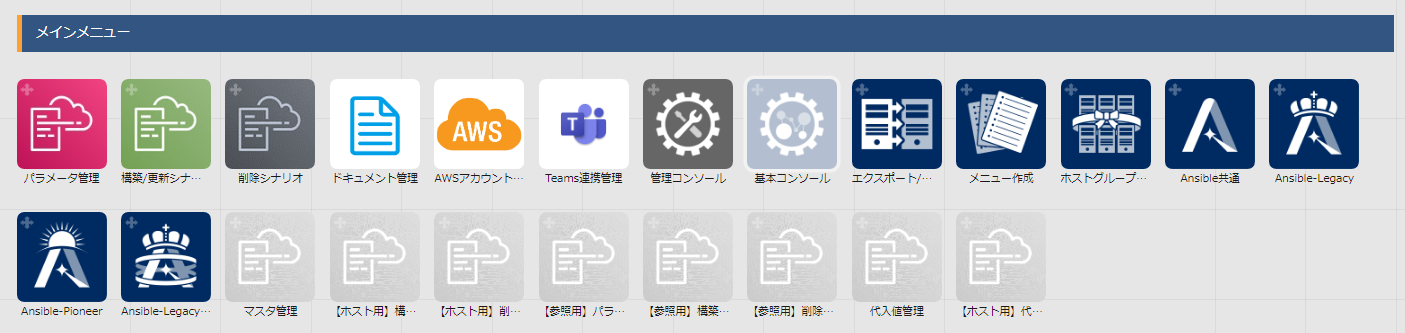 メインメニュー
パラメータ管理
構築/更新シナ…
削除シナリオ
ドキュメント管理
AWS
AWSアカウント…
T
Teams連携管理
管理コンソール
基本コンソール
エクスポート/…
メニュー作成
ホストグループ…
Ansible共通
Ansible-Legacy
Ansible-Pioneer
Ansible-Legacy…
マスタ管理
【ホスト用】構…
【ホスト用】削…
【参照用】パラ…
【参照用】構築…
【参照用】削除…
代入値管理
【ホスト用】代…